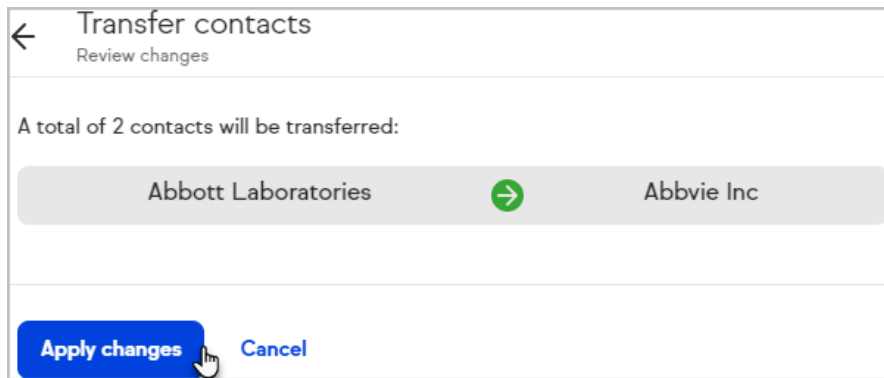 Transfer contacts
Review changes
A total of 2 contacts will be transferred:
Abbott Laboratories Abbvie Inc
Apply changes Cancel